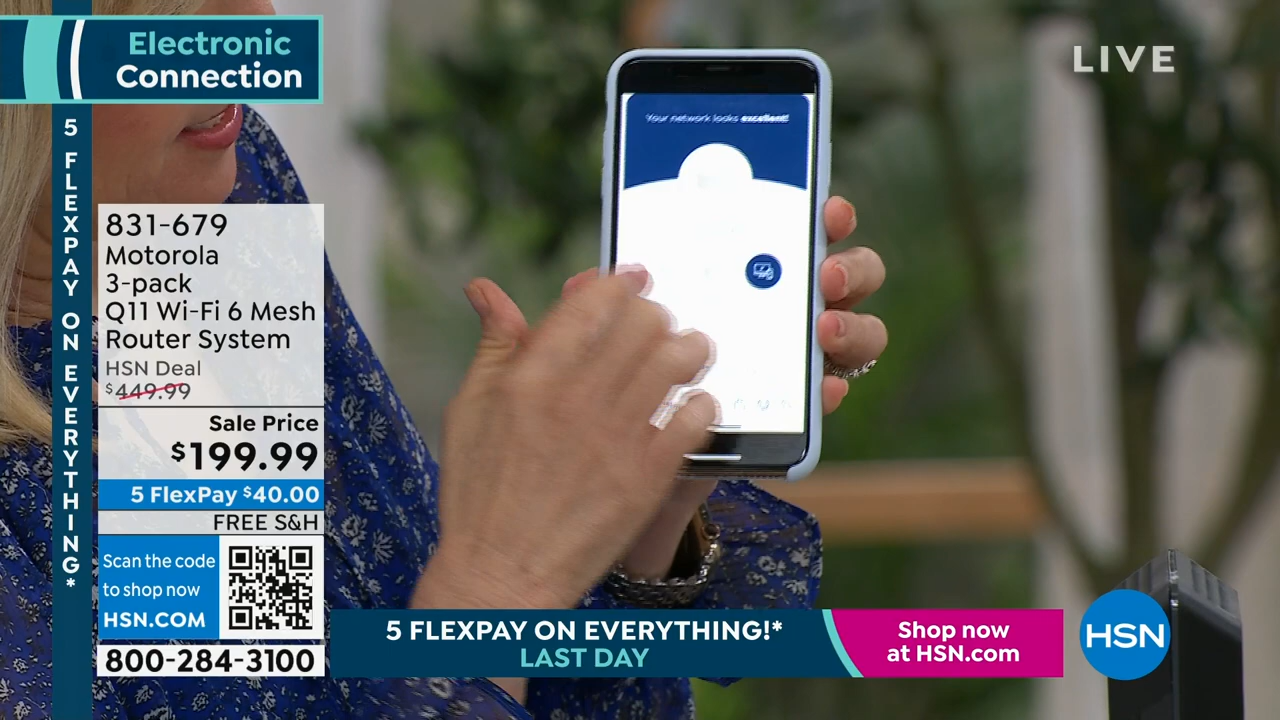 Electronic
Connection
LIVE
5 FLEXPAY ON EVERYTHING*
Your network looks excellent!
831-679
Motorola
3-pack
Q11 Wi-Fi 6 Mesh
Router System
HSN Deal
$449.99
Sale Price
$199.99
5 FlexPay $40.00
FREE S&H
Scan the code
to shop now
HSN.COM
800-284-3100
5 FLEXPAY ON EVERYTHING!*
LAST DAY
Shop now
at HSN.com
HSN